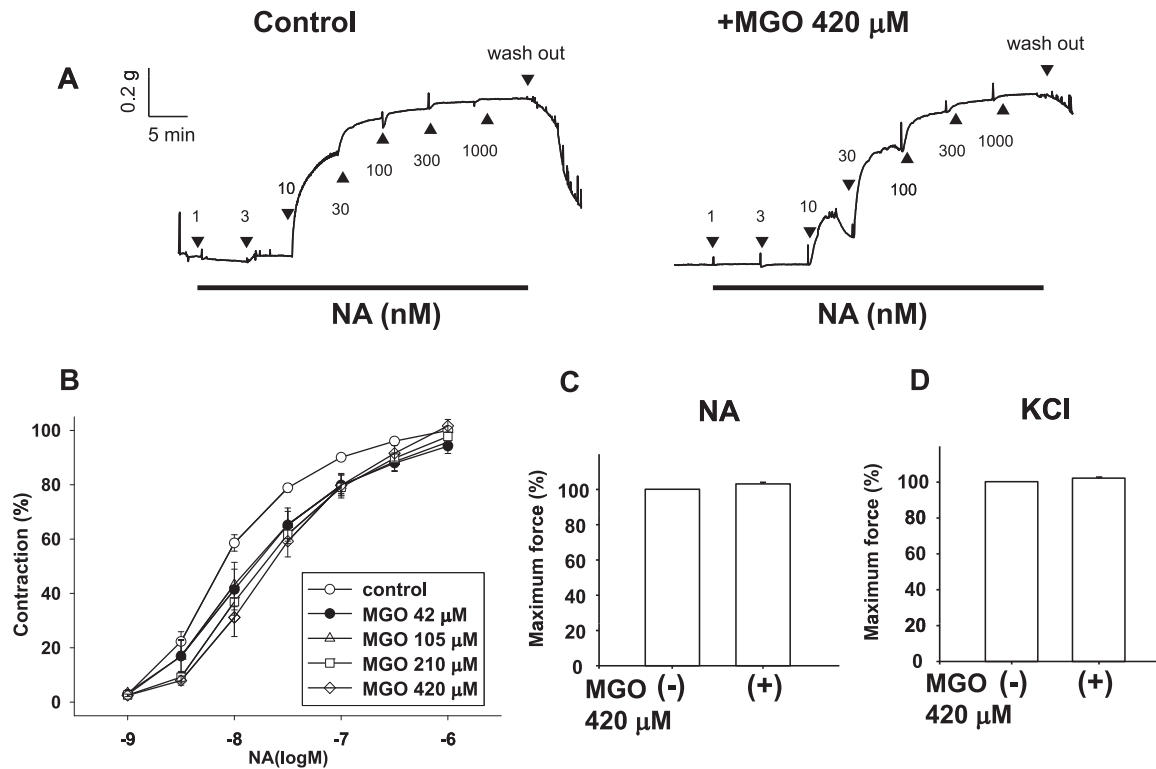 Control
+MGO 420 µM
A
wash out
wash out
0.2 g
5 min
1
3
10
30
100
300
1000
1
3
10
30
100
300
1000
NA (nM)
NA (nM)
B
Contraction (%)
100
80
60
40
20
0
-9
-8
-7
-6
NA(logM)
control
MGO 42 µM
MGO 105 µM
MGO 210 µM
MGO 420 µM
C
NA
Maximum force (%)
100
80
60
40
20
0
MGO (-) (+)
420 µM
D
KCl
Maximum force (%)
100
80
60
40
20
0
MGO (-) (+)
420 µM